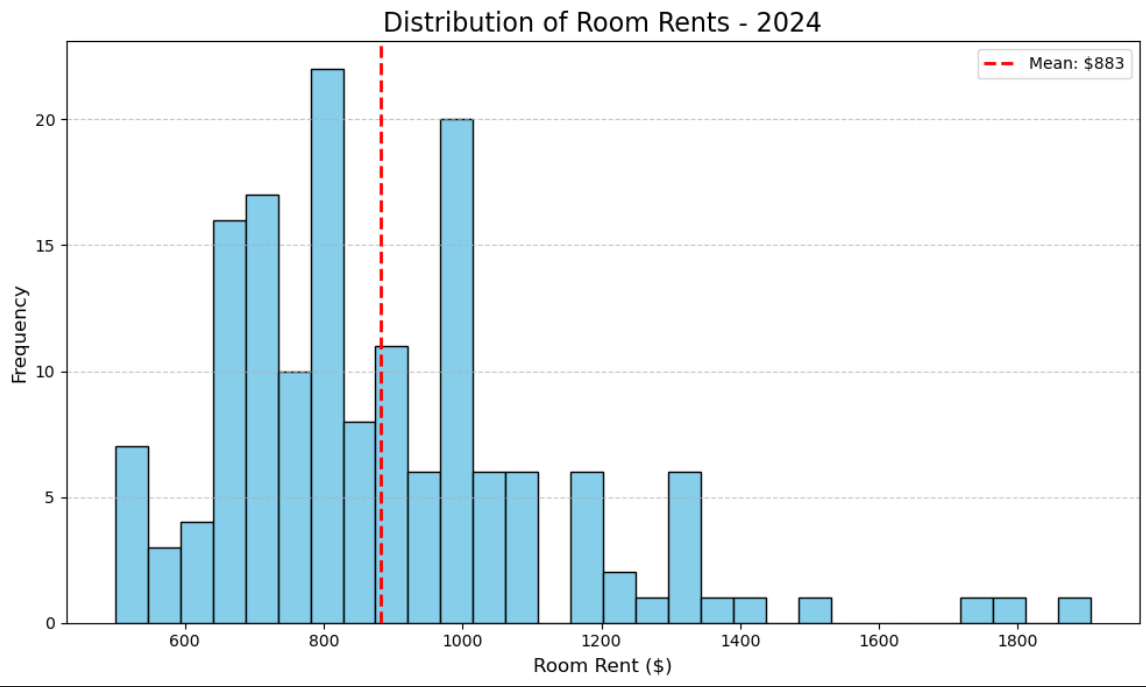 Distribution of Room Rents - 2024
Mean: $883
20
15
10
5
0
Frequency
600 800 1000 1200 1400 1600 1800
Room Rent ($)